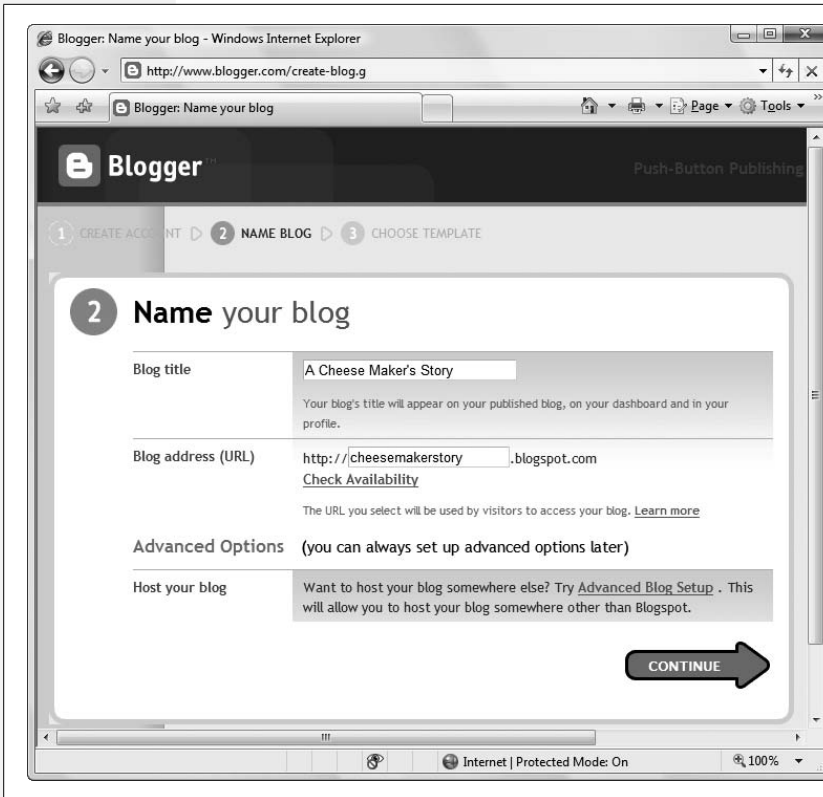 Blogger: Name your blog - Windows Internet Explorer
http://www.blogger.com/create-blog.g
Blogger: Name your blog
Page
Tools
Blogger™
Push-Button Publishing
1 CREATE ACCOUNT 2 NAME BLOG 3 CHOOSE TEMPLATE
2 Name your blog
Blog title
A Cheese Maker's Story
Your blog's title will appear on your published blog, on your dashboard and in your
profile.
Blog address (URL)
http:// cheesemakerstory .blogspot.com
Check Availability
The URL you select will be used by visitors to access your blog. Learn more
Advanced Options (you can always set up advanced options later)
Host your blog
Want to host your blog somewhere else? Try Advanced Blog Setup . This
will allow you to host your blog somewhere other than Blogspot.
CONTINUE
Internet | Protected Mode: On
100%